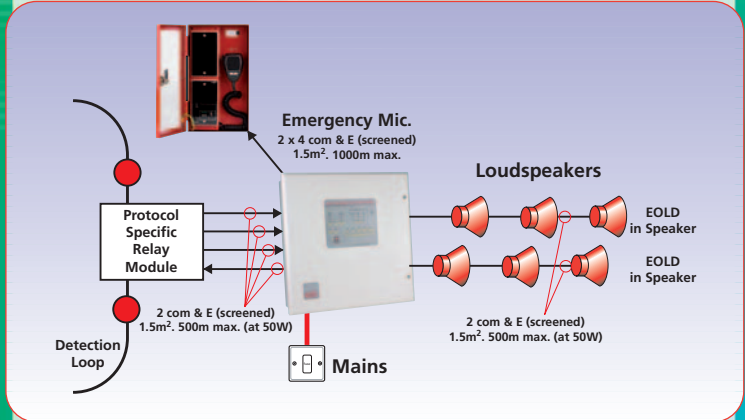 Emergency Mic.
2 x 4 com & E (screened)
1.5m². 1000m max.
Loudspeakers
Protocol
Specific
Relay
Module
EOLD
in Speaker
EOLD
in Speaker
2 com & E (screened)
1.5m². 500m max. (at 50W)
2 com & E (screened)
1.5m². 500m max. (at 50W)
Detection
Loop
Mains